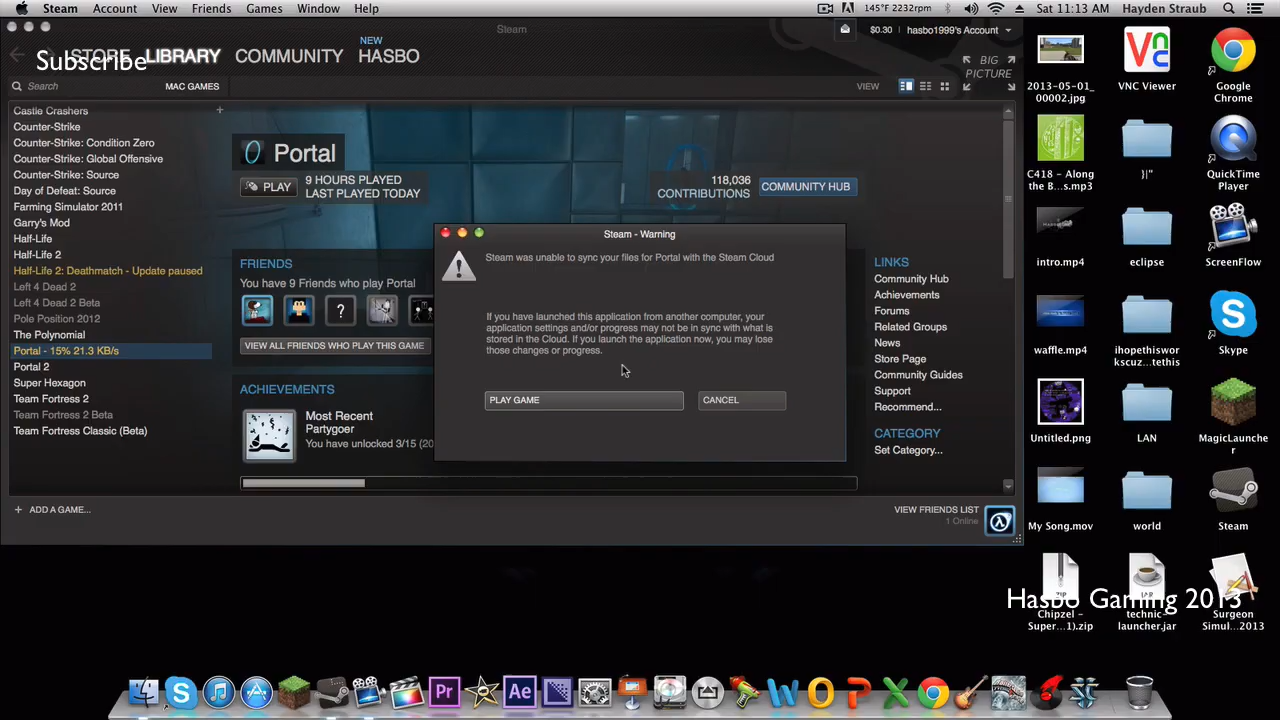 Steam Account View Friends Games Window Help
145°F 2232rpm
Sat 11:13 AM Hayden Straub
Steam
$0.30 hasbo1999's Account
Subscribe
STORE LIBRARY COMMUNITY
NEW
HASBO
BIG
PICTURE
Search
MAC GAMES
VIEW
Castle Crashers
Counter-Strike
Counter-Strike: Condition Zero
Counter-Strike: Global Offensive
Counter-Strike: Source
Day of Defeat: Source
Farming Simulator 2011
Garry's Mod
Half-Life
Half-Life 2
Half-Life 2: Deathmatch - Update paused
Left 4 Dead 2
Left 4 Dead 2 Beta
Pole Position 2012
The Polynomial
Portal - 15% 21.3 KB/s
Portal 2
Super Hexagon
Team Fortress 2
Team Fortress 2 Beta
Team Fortress Classic (Beta)
+ ADD A GAME...
Portal
PLAY
9 HOURS PLAYED
LAST PLAYED TODAY
118,036
CONTRIBUTIONS
COMMUNITY HUB
FRIENDS
You have 9 Friends who play Portal
?
VIEW ALL FRIENDS WHO PLAY THIS GAME
ACHIEVEMENTS
Most Recent
Partygoer
You have unlocked 3/15 (20
Steam - Warning
Steam was unable to sync your files for Portal with the Steam Cloud
If you have launched this application from another computer, your
application settings and/or progress may not be in sync with what is
stored in the Cloud. If you launch the application now, you may lose
those changes or progress.
PLAY GAME
CANCEL
LINKS
Community Hub
Achievements
Forums
Related Groups
News
Store Page
Community Guides
Support
Recommend...
CATEGORY
Set Category...
VIEW FRIENDS LIST
1 Online
2013-05-01_
00002.jpg
VNC Viewer
Google
Chrome
C418 - Along
the B...s.mp3
}|"
QuickTime
Player
intro.mp4
eclipse
ScreenFlow
waffle.mp4
ihopethiswor
kscuz...tethis
Skype
Untitled.png
LAN
MagicLaunche
r
My Song.mov
world
Steam
ZIP
JAR
Hasbo Gaming 2013
Chipzel -
Super...1).zip
technic
launcher.jar
Surgeon
Simul...2013
Pr
Ae